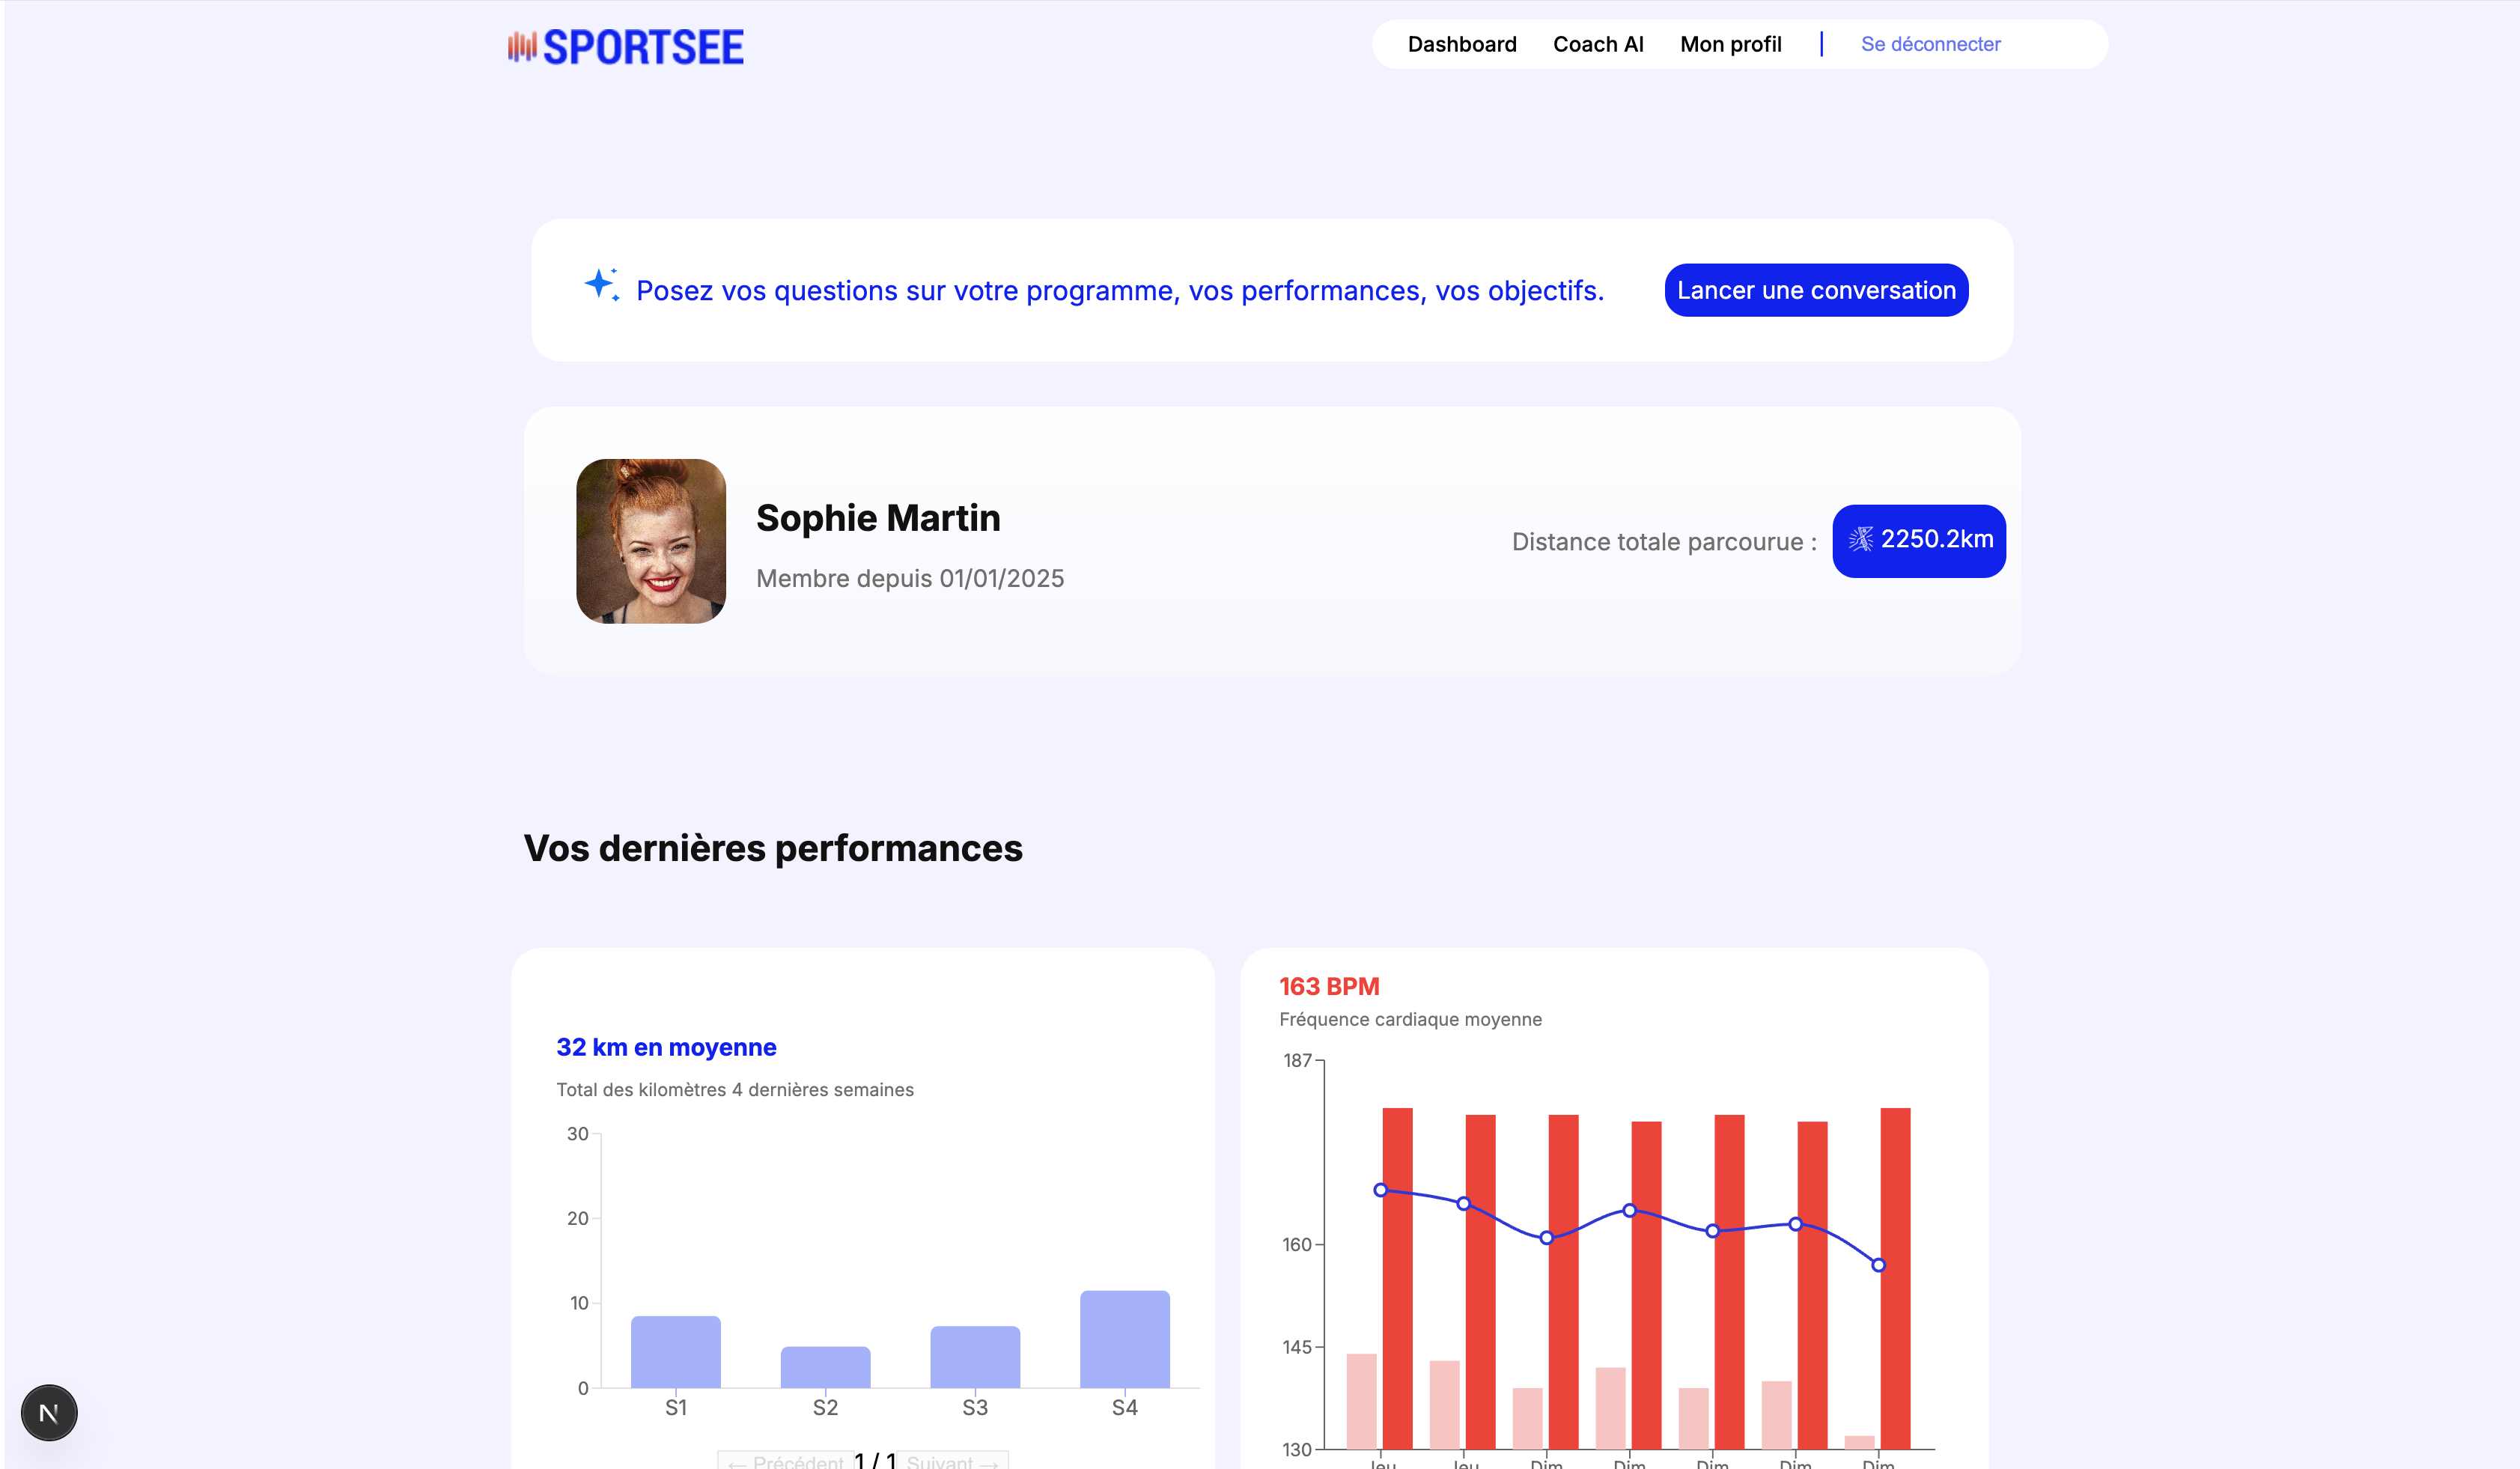 SPORTSEE
Dashboard Coach AI Mon profil Se déconnecter
Posez vos questions sur votre programme, vos performances, vos objectifs.
Lancer une conversation
Sophie Martin
Membre depuis 01/01/2025
Distance totale parcourue :
2250.2km
Vos dernières performances
32 km en moyenne
Total des kilomètres 4 dernières semaines
30
20
10
0
S1 S2 S3 S4
← Précédent 1 / 1 Suivant →
163 BPM
Fréquence cardiaque moyenne
187
160
145
130
Jeu Jeu Dim Dim Dim Dim Dim
N